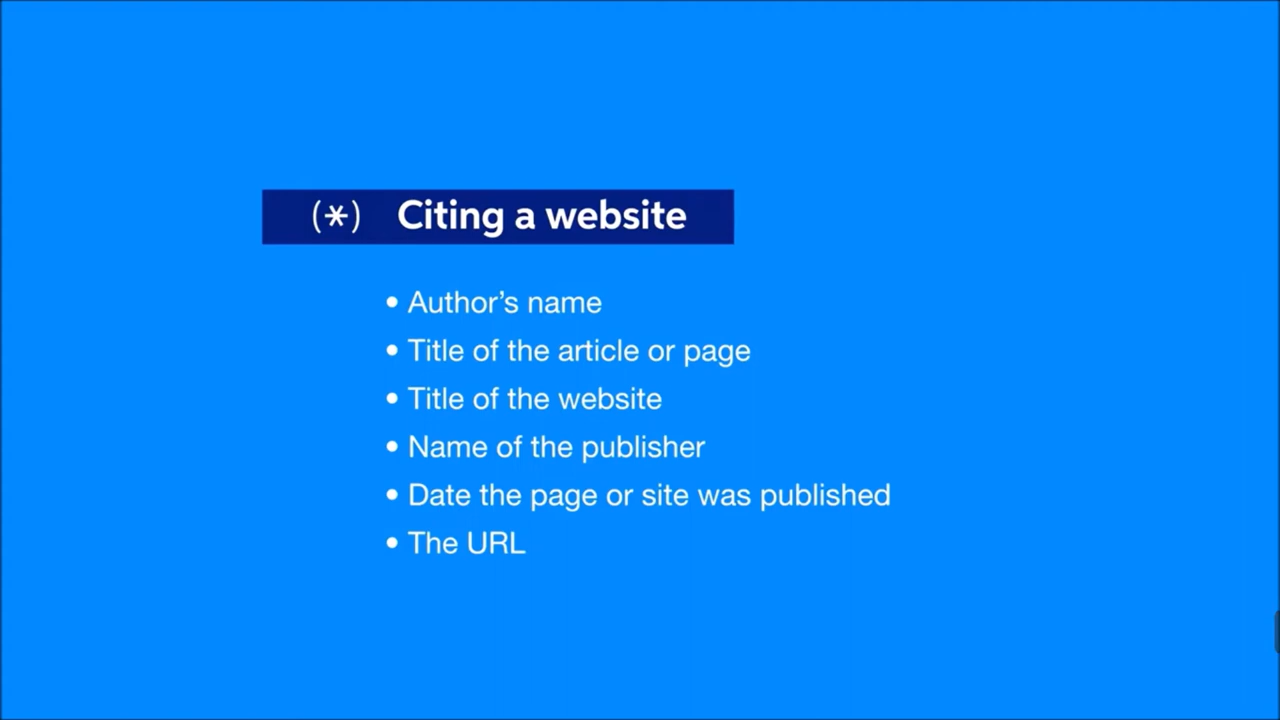 (*) Citing a website
• Author’s name
• Title of the article or page
• Title of the website
• Name of the publisher
• Date the page or site was published
• The URL